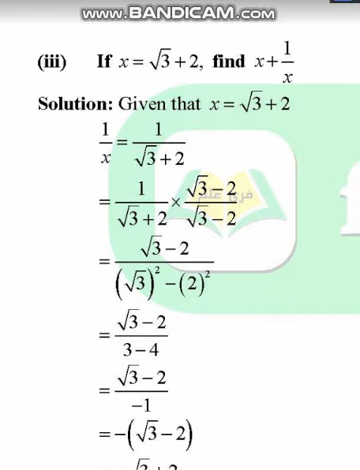 www.BANDICAM.com
(iii) If x = √3 + 2, find x + 1/x
Solution: Given that x = √3 + 2
1/x = 1/(√3 + 2)
= 1/(√3 + 2) × (√3 − 2)/(√3 − 2)
= (√3 − 2)/((√3)² − (2)²)
= (√3 − 2)/(3 − 4)
= (√3 − 2)/−1
= −(√3 − 2)